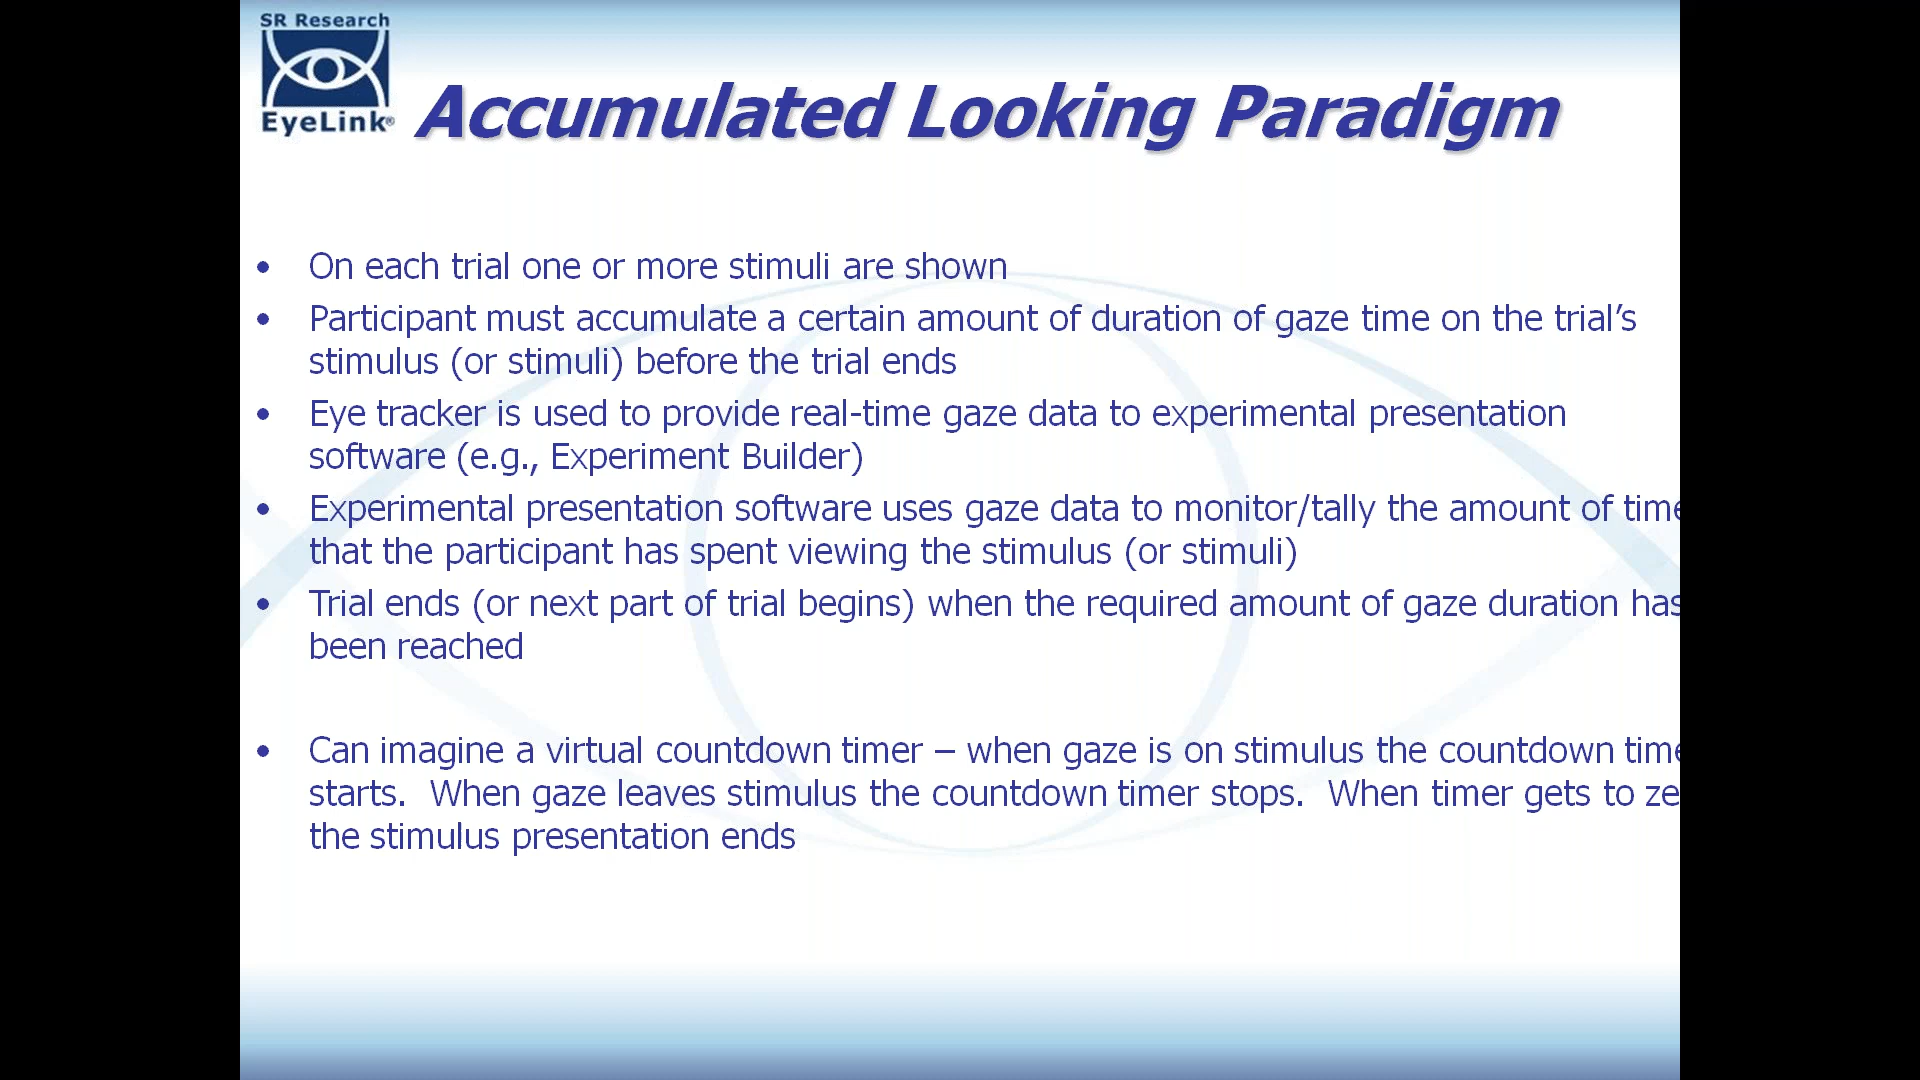 SR Research
EyeLink®
Accumulated Looking Paradigm
• On each trial one or more stimuli are shown
• Participant must accumulate a certain amount of duration of gaze time on the trial’s
stimulus (or stimuli) before the trial ends
• Eye tracker is used to provide real-time gaze data to experimental presentation
software (e.g., Experiment Builder)
• Experimental presentation software uses gaze data to monitor/tally the amount of time
that the participant has spent viewing the stimulus (or stimuli)
• Trial ends (or next part of trial begins) when the required amount of gaze duration has
been reached
• Can imagine a virtual countdown timer – when gaze is on stimulus the countdown time
starts.  When gaze leaves stimulus the countdown timer stops.  When timer gets to ze
the stimulus presentation ends